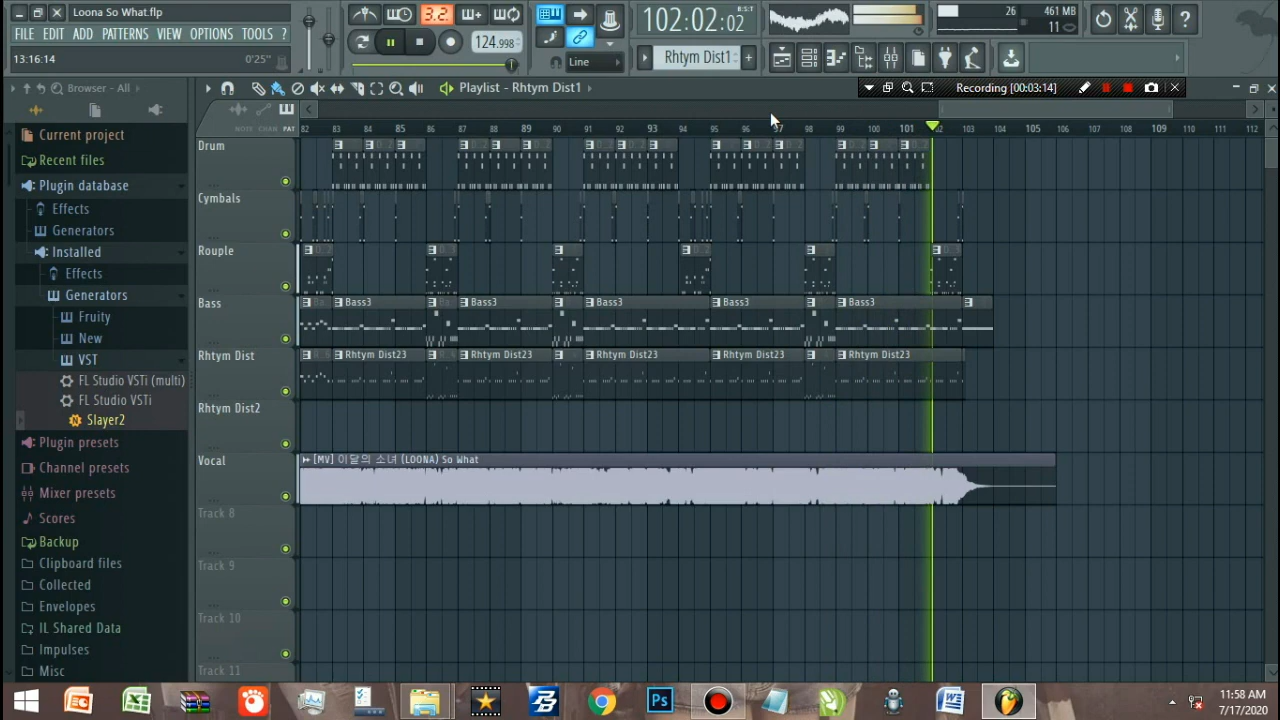 Loona So What.flp
FILE EDIT ADD PATTERNS VIEW OPTIONS TOOLS ?
13:16:14 0'25"
3.2.
124.998
102:02:02
Line
Rhtym Dist1
26 461 MB
11
Browser - All
Playlist - Rhtym Dist1
Recording [00:03:14]
NOTE CHAN PAT
82 83 84 85 86 87 88 89 90 91 92 93 94 95 96 97 98 99 100 101 102 103 104 105 106 107 108 109 110 111 112
Current project
Recent files
Plugin database
Effects
Generators
Installed
Effects
Generators
Fruity
New
VST
FL Studio VSTi (multi)
FL Studio VSTi
Slayer2
Plugin presets
Channel presets
Mixer presets
Scores
Backup
Clipboard files
Collected
Envelopes
IL Shared Data
Impulses
Misc
Drum
Cymbals
Rouple
Bass
Bass3 Bass3 Bass3 Bass3 Bass3
Rhtym Dist
Rhtym Dist23 Rhtym Dist23 Rhtym Dist23 Rhtym Dist23 Rhtym Dist23
Rhtym Dist2
Vocal
[MV] 이달의 소녀 (LOONA) So What
Track 8
Track 9
Track 10
Track 11
Ps
11:58 AM
7/17/2020